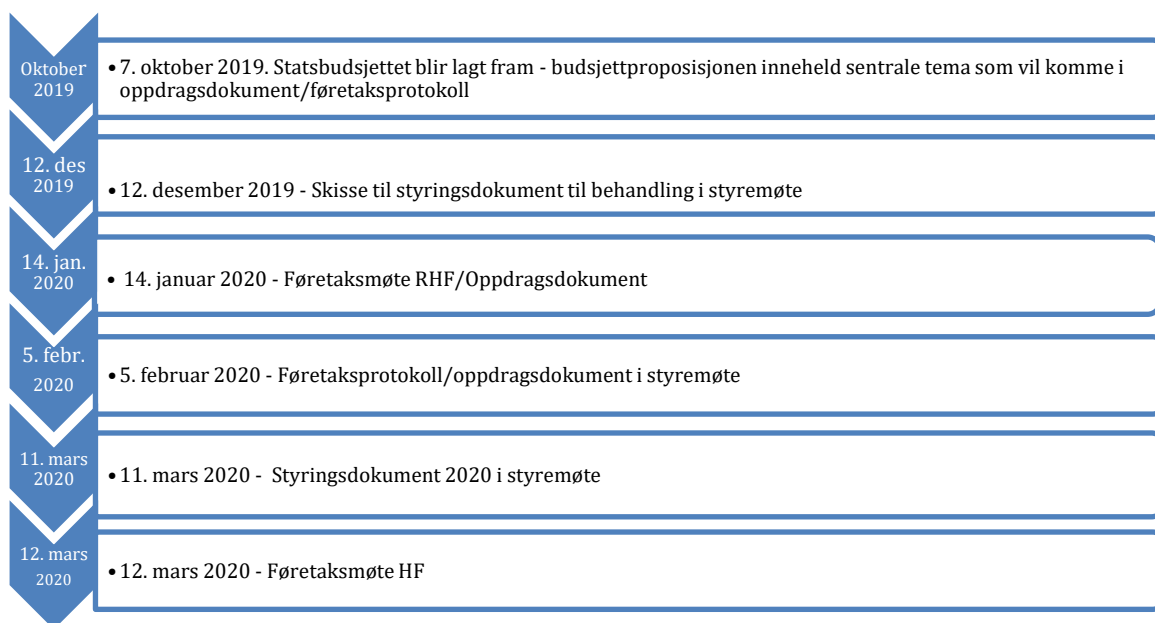 Oktober
2019
• 7. oktober 2019. Statsbudsjettet blir lagt fram - budsjettproposisjonen inneheld sentrale tema som vil komme i
oppdragsdokument/føretaksprotokoll
12. des
2019
• 12. desember 2019 - Skisse til styringsdokument til behandling i styremøte
14. jan.
2020
• 14. januar 2020 - Føretaksmøte RHF/Oppdragsdokument
5. febr.
2020
• 5. februar 2020 - Føretaksprotokoll/oppdragsdokument i styremøte
11. mars
2020
• 11. mars 2020 - Styringsdokument 2020 i styremøte
12. mars
2020
• 12. mars 2020 - Føretaksmøte HF